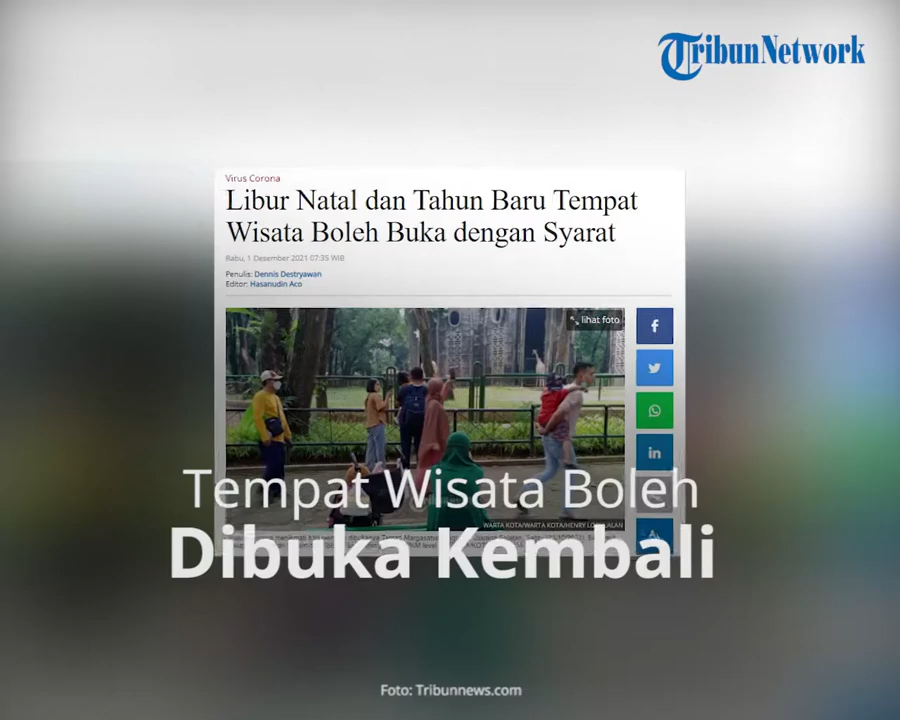 TribunNetwork
Virus Corona
Libur Natal dan Tahun Baru Tempat
Wisata Boleh Buka dengan Syarat
Rabu, 1 Desember 2021 07:35 WIB
Penulis: Dennis Destryawan
Editor: Hasanudin Aco
lihat foto
Tempat Wisata Boleh
WARTA KOTA/WARTA KOTA/HENRY
Dibuka Kembali
Foto: Tribunnews.com